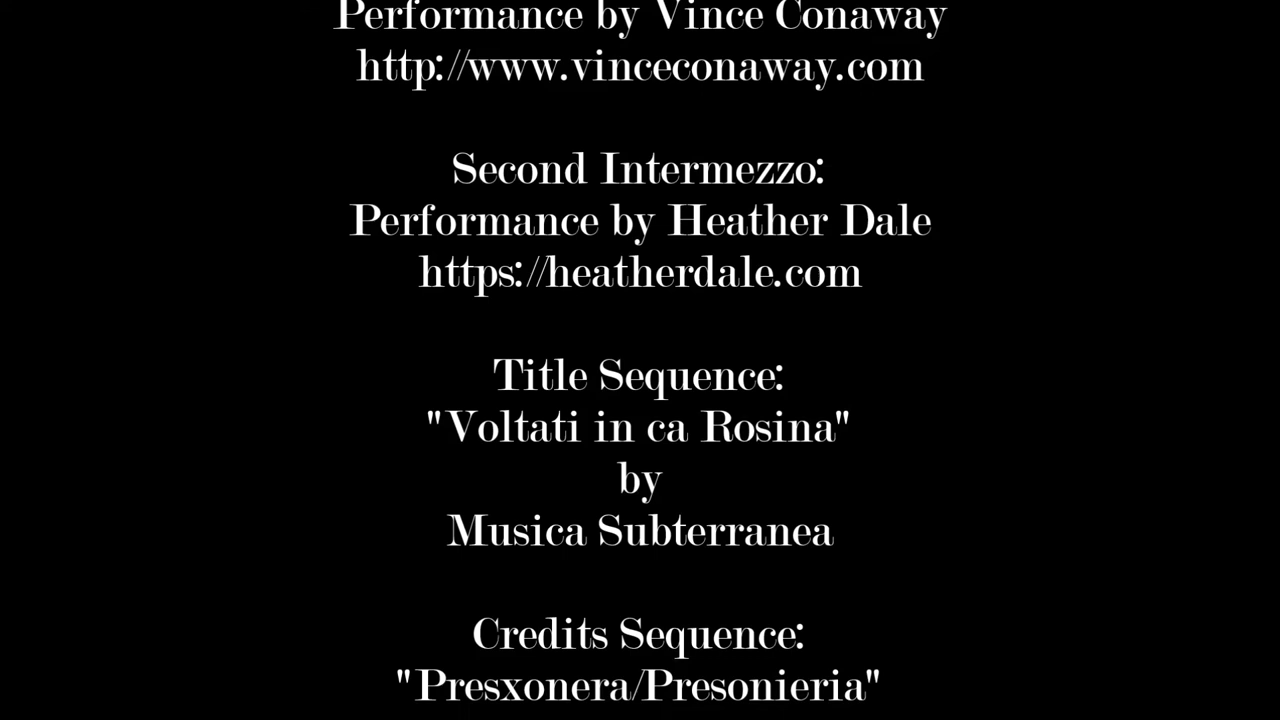 Performance by Vince Conaway
http://www.vinceconaway.com
Second Intermezzo:
Performance by Heather Dale
https://heatherdale.com
Title Sequence:
"Voltati in ca Rosina"
by
Musica Subterranea
Credits Sequence:
"Presxonera/Presonieria"